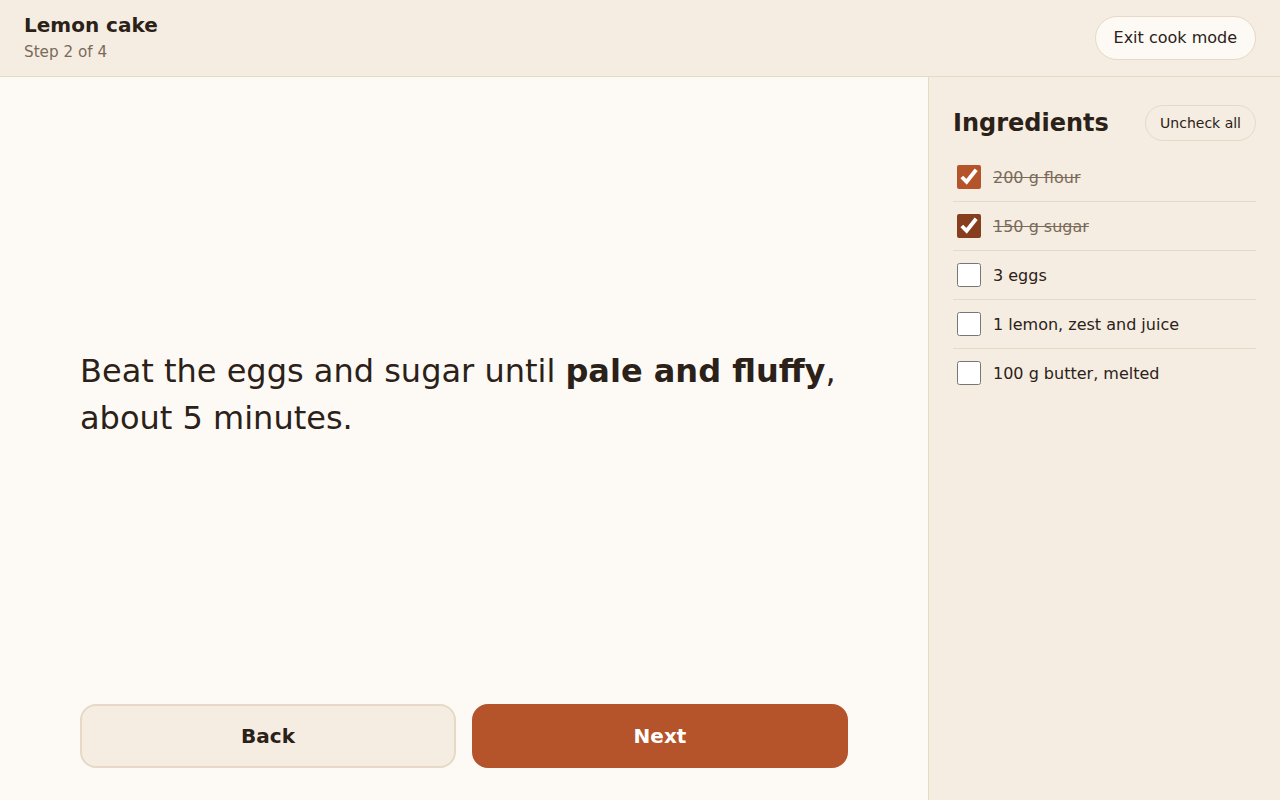 Lemon cake
Step 2 of 4
Exit cook mode
Beat the eggs and sugar until pale and fluffy,
about 5 minutes.
Back
Next
Ingredients
Uncheck all
200 g flour
150 g sugar
3 eggs
1 lemon, zest and juice
100 g butter, melted